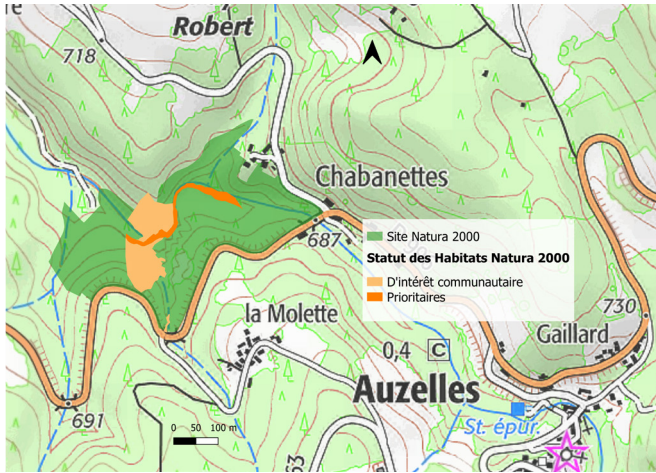 e
Robert
718
Chabanettes
687
Site Natura 2000
Statut des Habitats Natura 2000
D'intérêt communautaire
Prioritaires
730
la Molette
Gaillard
0,4 C
Auzelles
691
St. épur.
0 50 100 m
63